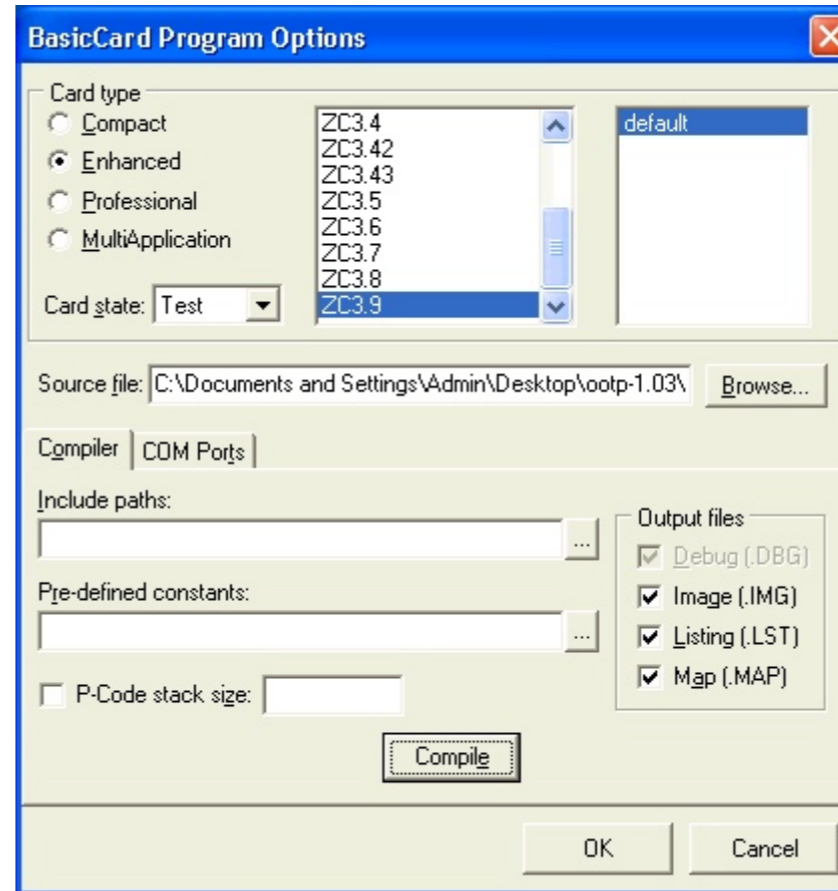 BasicCard Program Options
Card type
Compact
Enhanced
Professional
MultiApplication
Card state: Test
ZC3.4
ZC3.42
ZC3.43
ZC3.5
ZC3.6
ZC3.7
ZC3.8
ZC3.9
default
Source file: C:\Documents and Settings\Admin\Desktop\ootp-1.03\ Browse...
Compiler COM Ports
Include paths:
...
Pre-defined constants:
...
P-Code stack size:
Output files
Debug (.DBG)
Image (.IMG)
Listing (.LST)
Map (.MAP)
Compile
OK Cancel